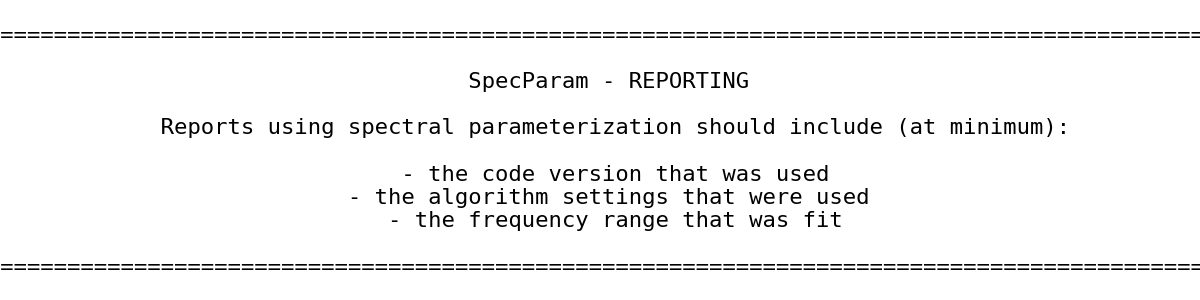 ==========================================================================================
SpecParam - REPORTING
Reports using spectral parameterization should include (at minimum):
- the code version that was used
- the algorithm settings that were used
- the frequency range that was fit
==========================================================================================